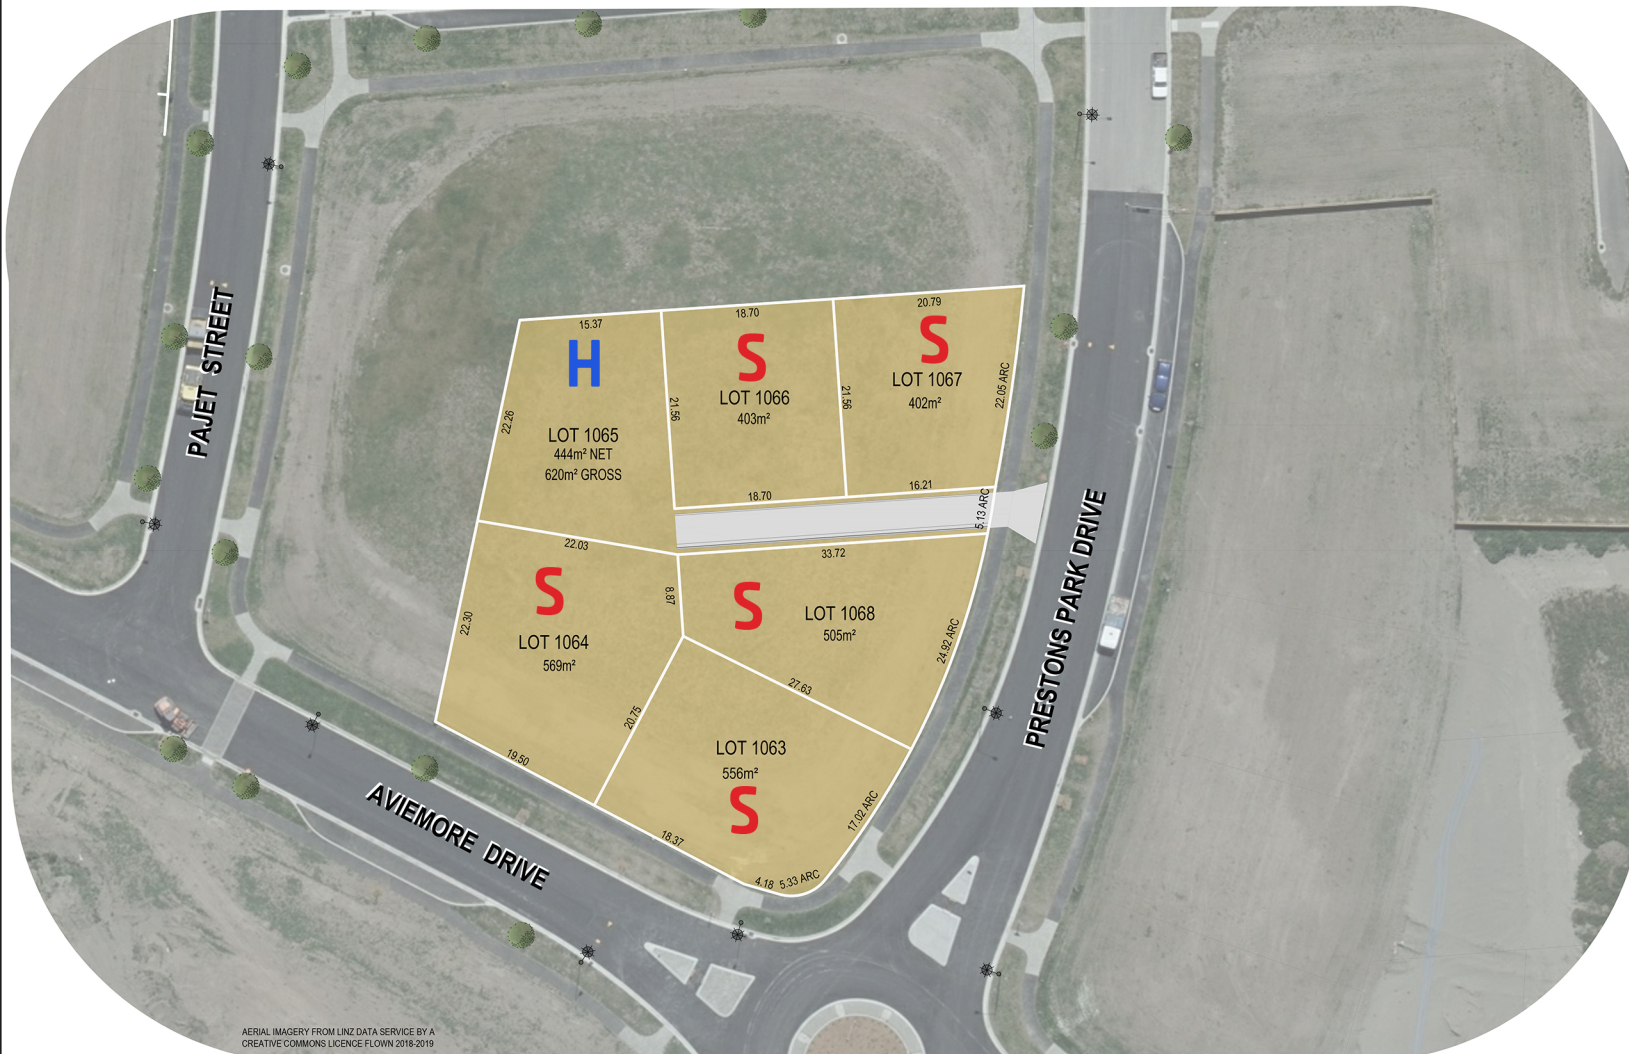 15.37
18.70
20.79
H
S
S
LOT 1066
403m²
LOT 1067
402m²
22.26
21.56
21.56
22.05 ARC
LOT 1065
444m² NET
620m² GROSS
18.70
16.21
5.13 ARC
PAJET STREET
22.03
33.72
S
8.87
S
LOT 1068
505m²
22.30
LOT 1064
569m²
24.92 ARC
PRESTONS PARK DRIVE
27.63
20.75
19.50
LOT 1063
556m²
S
17.02 ARC
18.37
4.18
5.33 ARC
AVIEMORE DRIVE
AERIAL IMAGERY FROM LINZ DATA SERVICE BY A
CREATIVE COMMONS LICENCE FLOWN 2018-2019